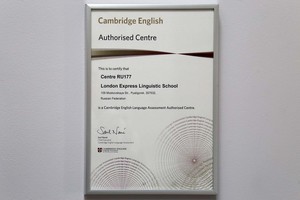 Cambridge English
Authorised Centre
This is to certify that
Centre RU177
London Express Linguistic School
Russian Federation
is a Cambridge English Language Assessment Authorised Centre